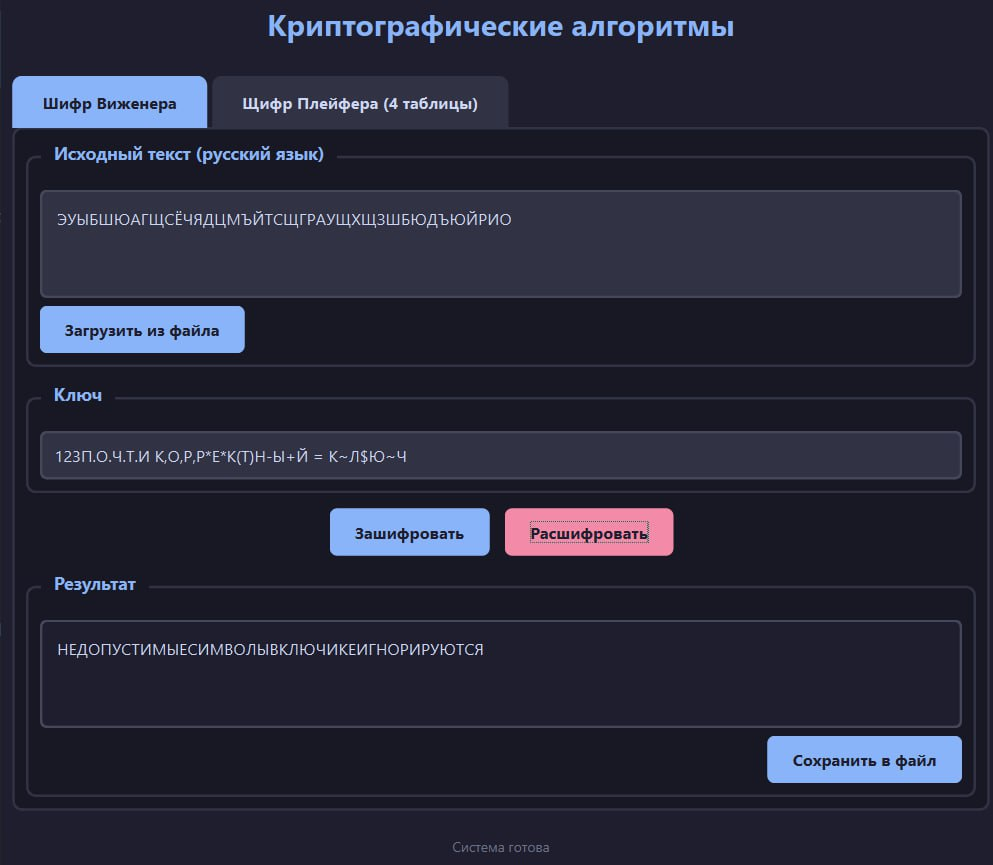 Криптографические алгоритмы
Шифр Виженера
Щифр Плейфера (4 таблицы)
Исходный текст (русский язык)
ЭУЫБШЮАГЩСЁЧЯДЦМЪЙТСЩГРАУЩХЩЗШБЮДЪЮЙРИО
Загрузить из файла
Ключ
123П.О.Ч.Т.И К,О,Р,Р*Е*К(Т)Н-Ы+Й = К~Л$Ю~Ч
Зашифровать
Расшифровать
Результат
НЕДОПУСТИМЫЕСИМВОЛЫВКЛЮЧИКЕИГНОРИРУЮТСЯ
Сохранить в файл
Система готова